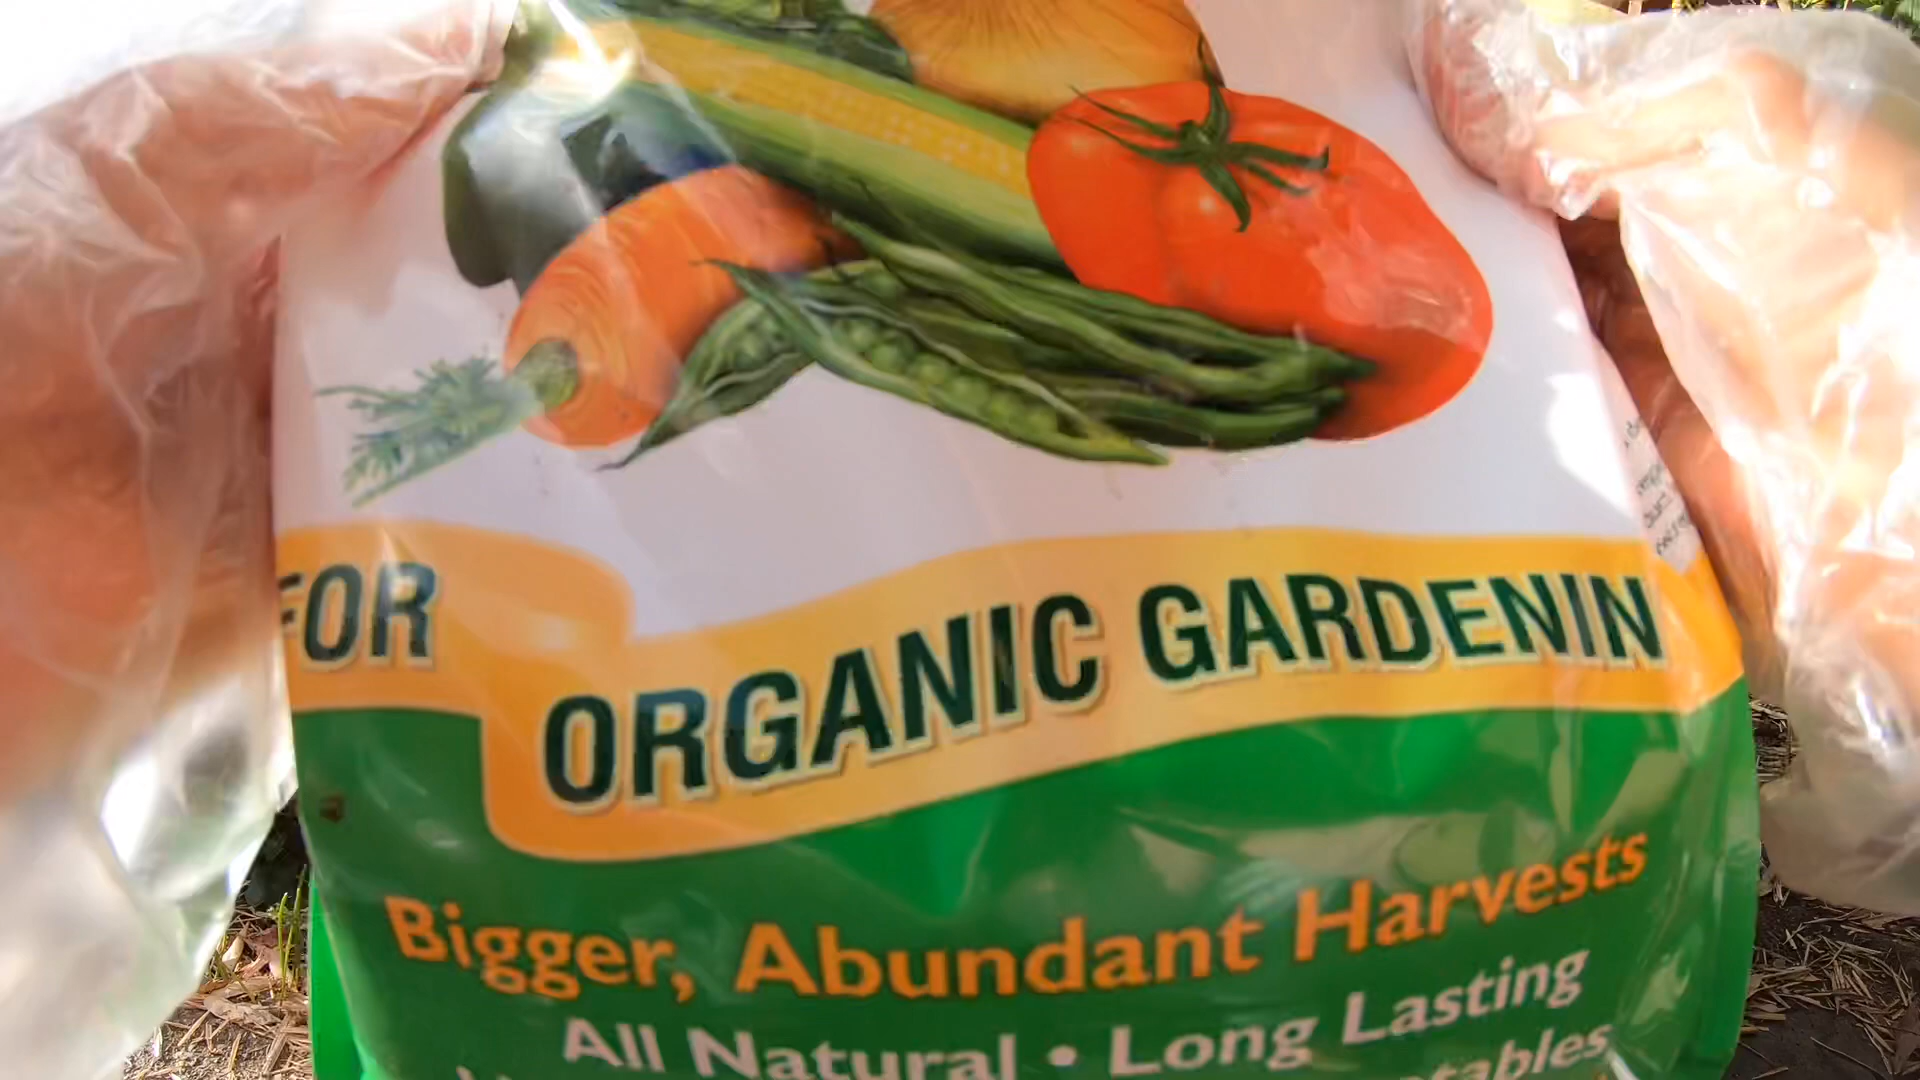 FOR
ORGANIC GARDENIN
Bigger, Abundant Harvests
All Natural • Long Lasting